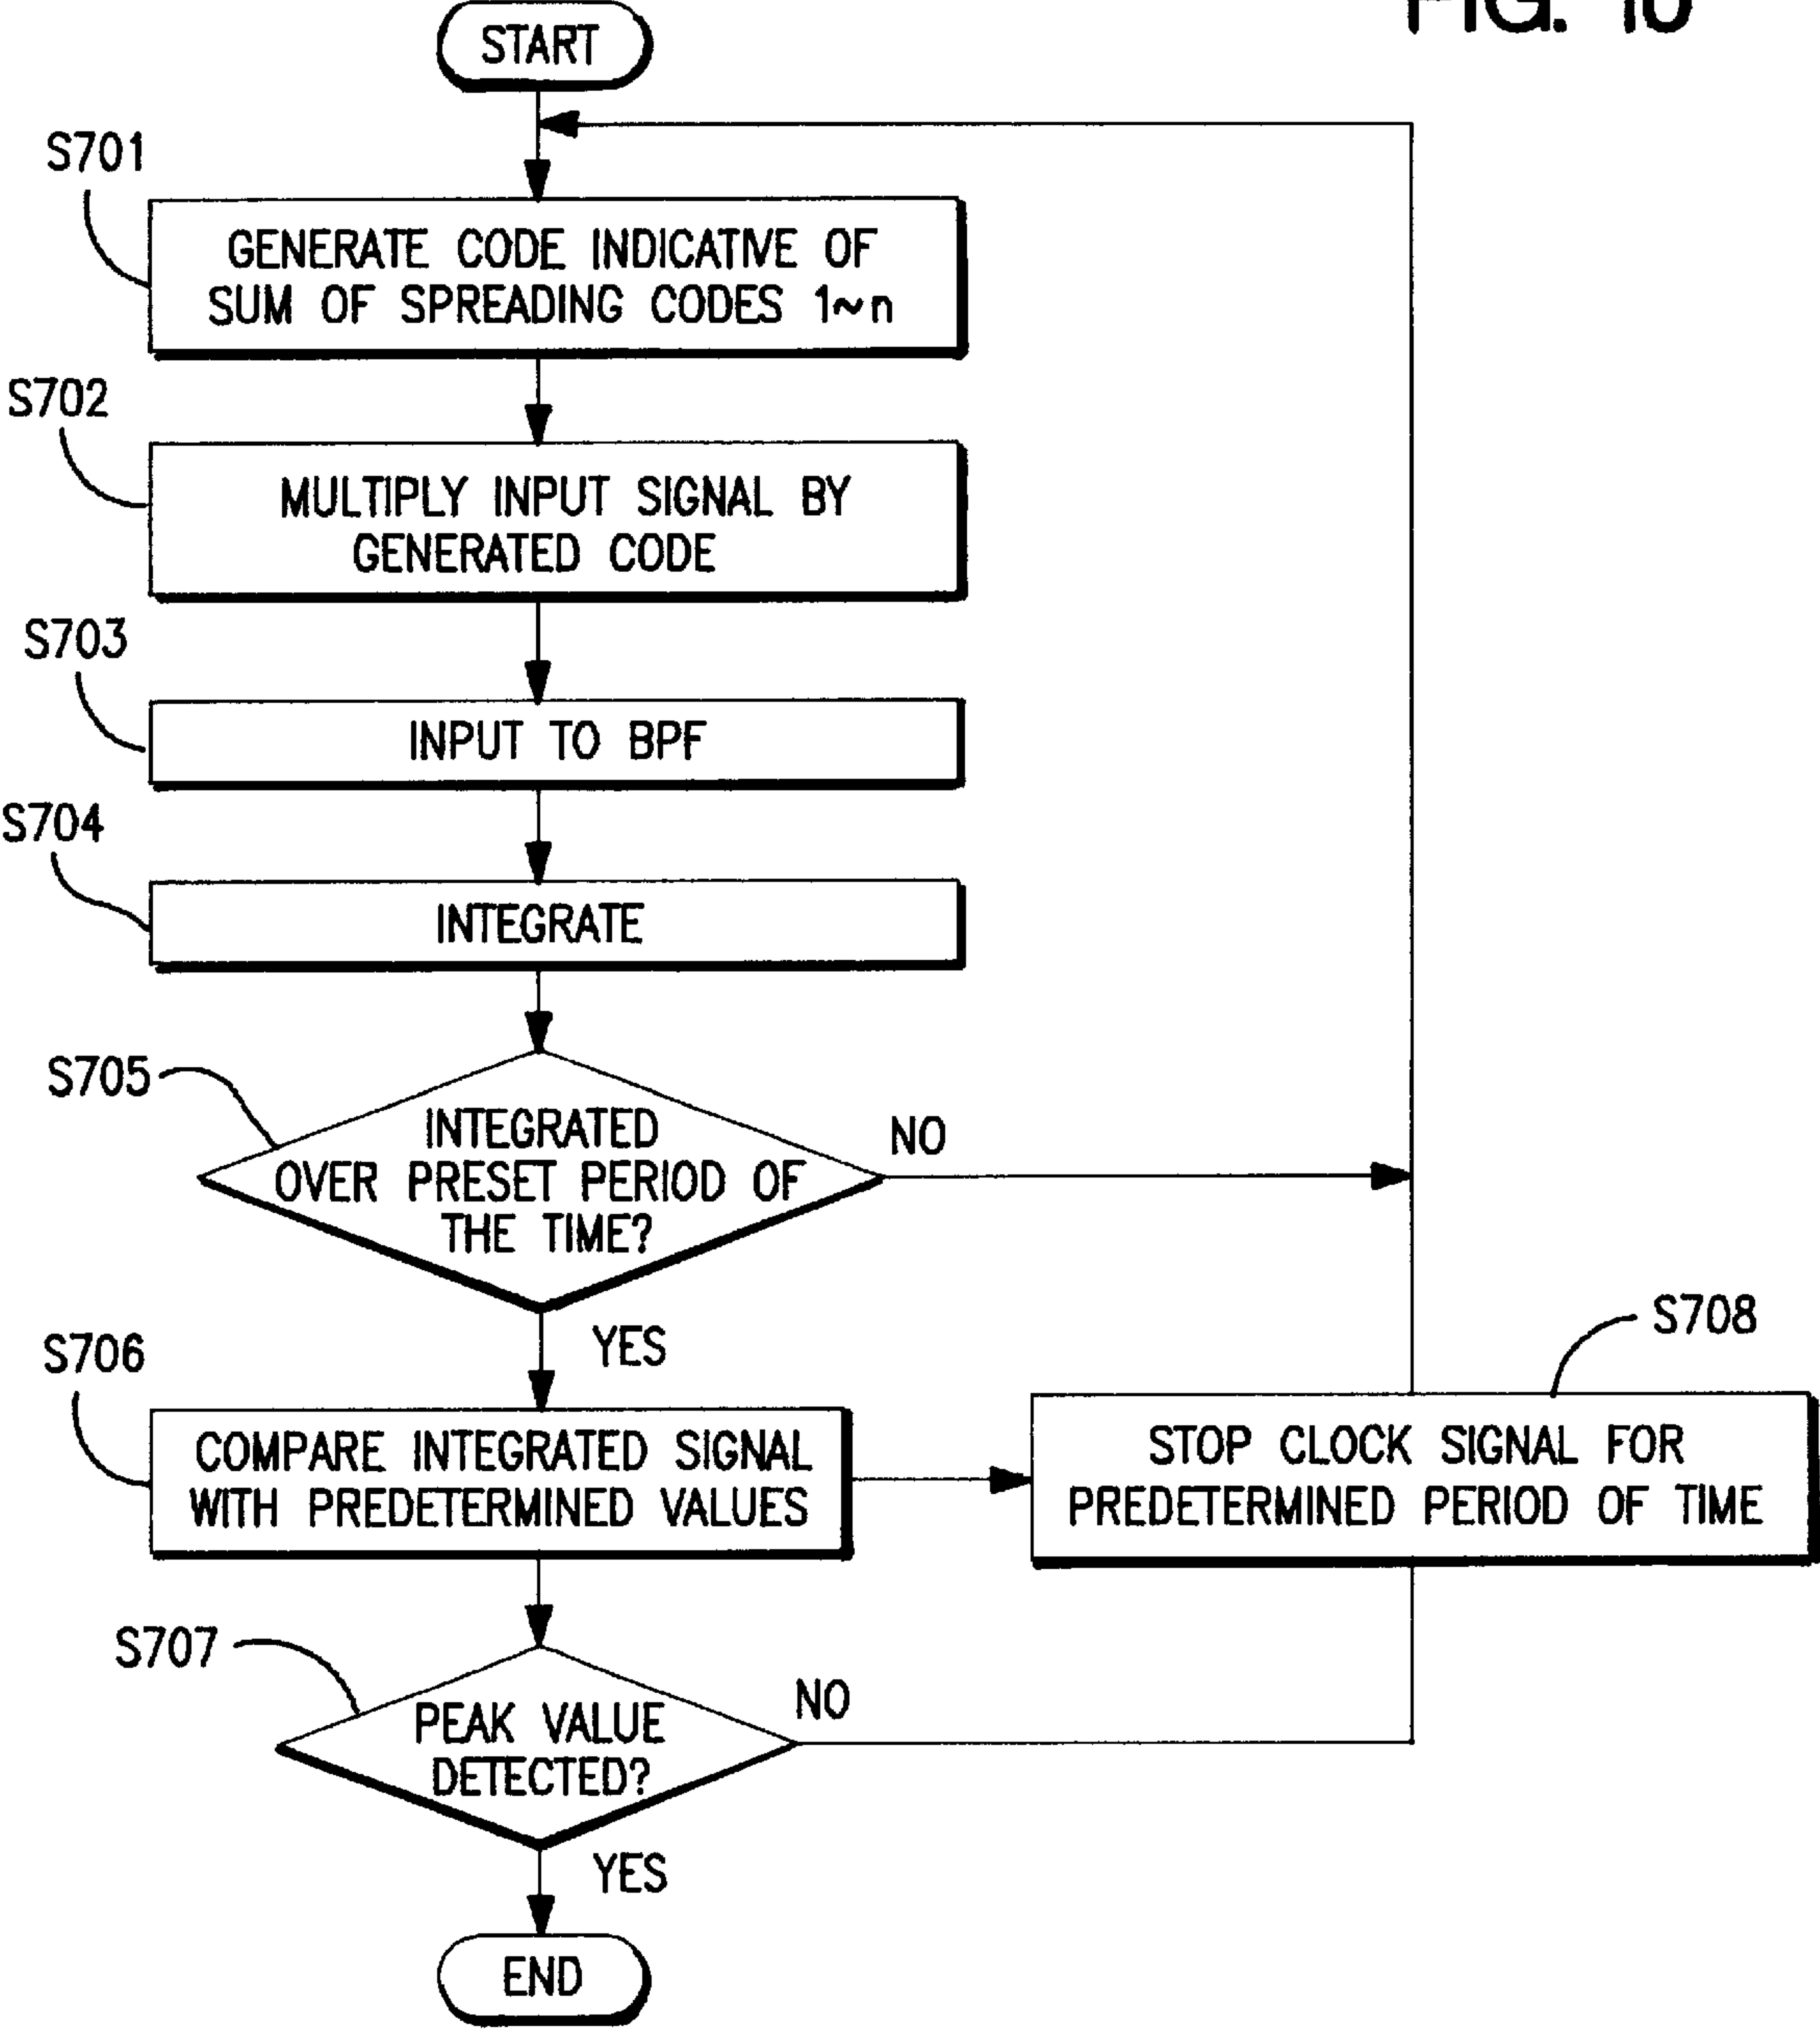 FIG. 10
START
S701
GENERATE CODE INDICATIVE OF
SUM OF SPREADING CODES 1~n
S702
MULTIPLY INPUT SIGNAL BY
GENERATED CODE
S703
INPUT TO BPF
S704
INTEGRATE
S705
INTEGRATED
OVER PRESET PERIOD OF
THE TIME?
NO
YES
S706
COMPARE INTEGRATED SIGNAL
WITH PREDETERMINED VALUES
S708
STOP CLOCK SIGNAL FOR
PREDETERMINED PERIOD OF TIME
S707
PEAK VALUE
DETECTED?
NO
YES
END